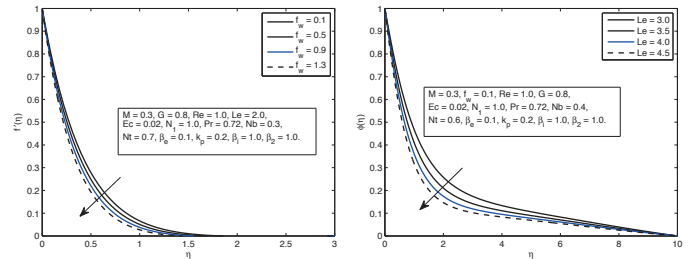 1
0.9
0.8
0.7
0.6
0.5
0.4
0.3
0.2
0.1
0
f'(η)
f_w = 0.1
f_w = 0.5
f_w = 0.9
f_w = 1.3
M = 0.3, G = 0.8, Re = 1.0, Le = 2.0,
Ec = 0.02, N_1 = 1.0, Pr = 0.72, Nb = 0.3,
Nt = 0.7, β_e = 0.1, k_p = 0.2, β_i = 1.0, β_2 = 1.0.
0 0.5 1 1.5 2 2.5 3
η
1
0.9
0.8
0.7
0.6
0.5
0.4
0.3
0.2
0.1
0
ϕ(η)
Le = 3.0
Le = 3.5
Le = 4.0
Le = 4.5
M = 0.3, f_w = 0.1, Re = 1.0, G = 0.8,
Ec = 0.02, N_1 = 1.0, Pr = 0.72, Nb = 0.4,
Nt = 0.6, β_e = 0.1, k_p = 0.2, β_i = 1.0, β_2 = 1.0.
0 2 4 6 8 10
η